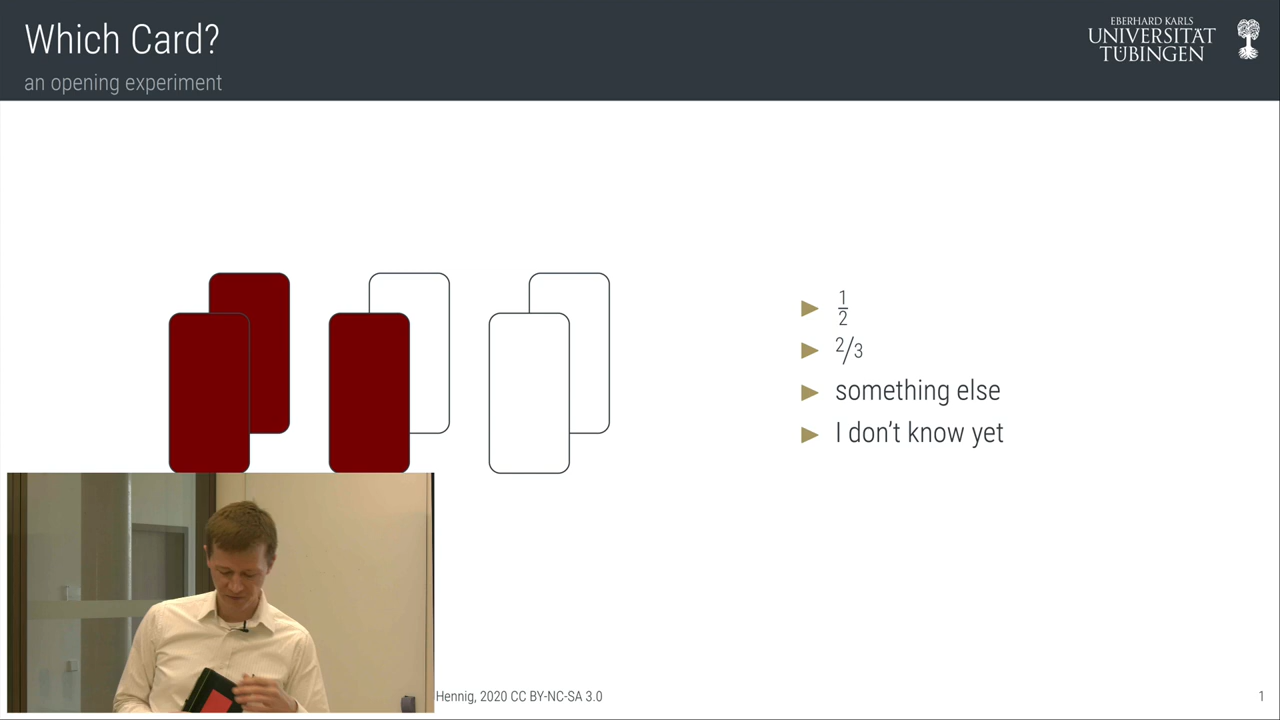 Which Card?
an opening experiment
EBERHARD KARLS
UNIVERSITÄT
TÜBINGEN
▶ 1/2
▶ 2/3
▶ something else
▶ I don't know yet
Hennig, 2020 CC BY-NC-SA 3.0
1